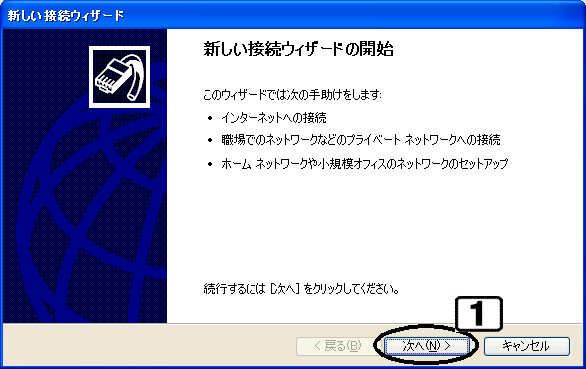 新しい接続ウィザード
新しい接続ウィザードの開始
このウィザードでは次の手助けをします:
• インターネットへの接続
• 職場でのネットワークなどのプライベート ネットワークへの接続
• ホーム ネットワークや小規模オフィスのネットワークのセットアップ
続行するには [次へ] をクリックしてください。
1
< 戻る(B)
次へ(N) >
キャンセル